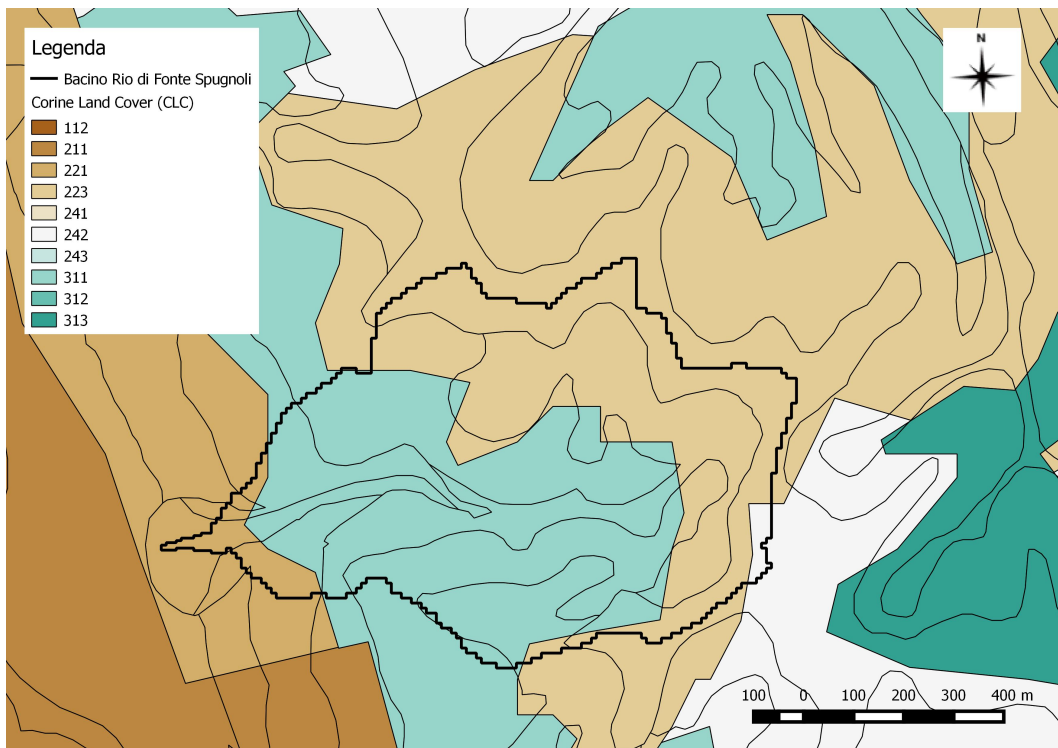 Legenda
Bacino Rio di Fonte Spugnoli
Corine Land Cover (CLC)
112
211
221
223
241
242
243
311
312
313
N
100 0 100 200 300 400 m